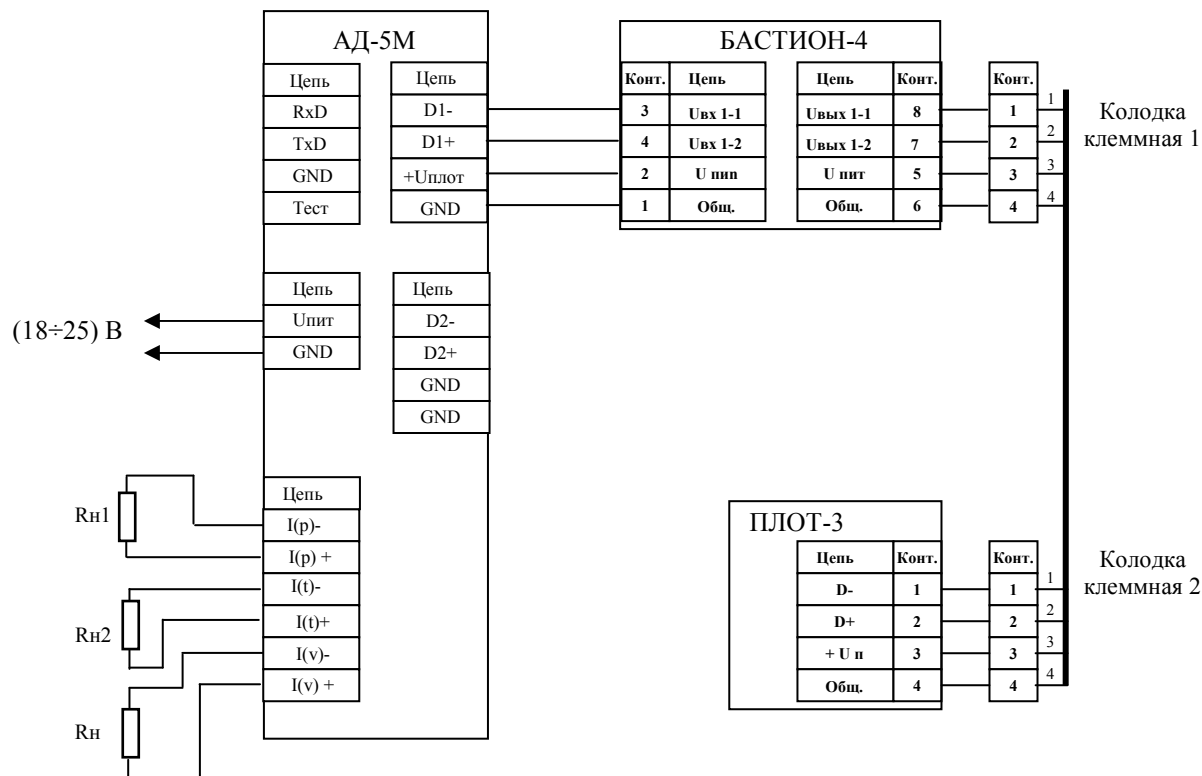 АД-5М
Цепь
RxD
TxD
GND
Тест
Цепь
D1-
D1+
+Uплот
GND
Цепь
Uпит
GND
(18÷25) В
Цепь
D2-
D2+
GND
GND
Цепь
I(p)-
I(p) +
I(t)-
I(t)+
I(v)-
I(v) +
Rн1
Rн2
Rн
БАСТИОН-4
Конт. Цепь
3 Uвх 1-1
4 Uвх 1-2
2 U пип
1 Общ.
Цепь Конт.
Uвых 1-1 8
Uвых 1-2 7
U пит 5
Общ. 6
Конт.
1 1
2 2
3 3
4 4
Колодка
клеммная 1
ПЛОТ-3
Цепь Конт.
D- 1
D+ 2
+ U п 3
Общ. 4
Конт.
1 1
2 2
3 3
4 4
Колодка
клеммная 2